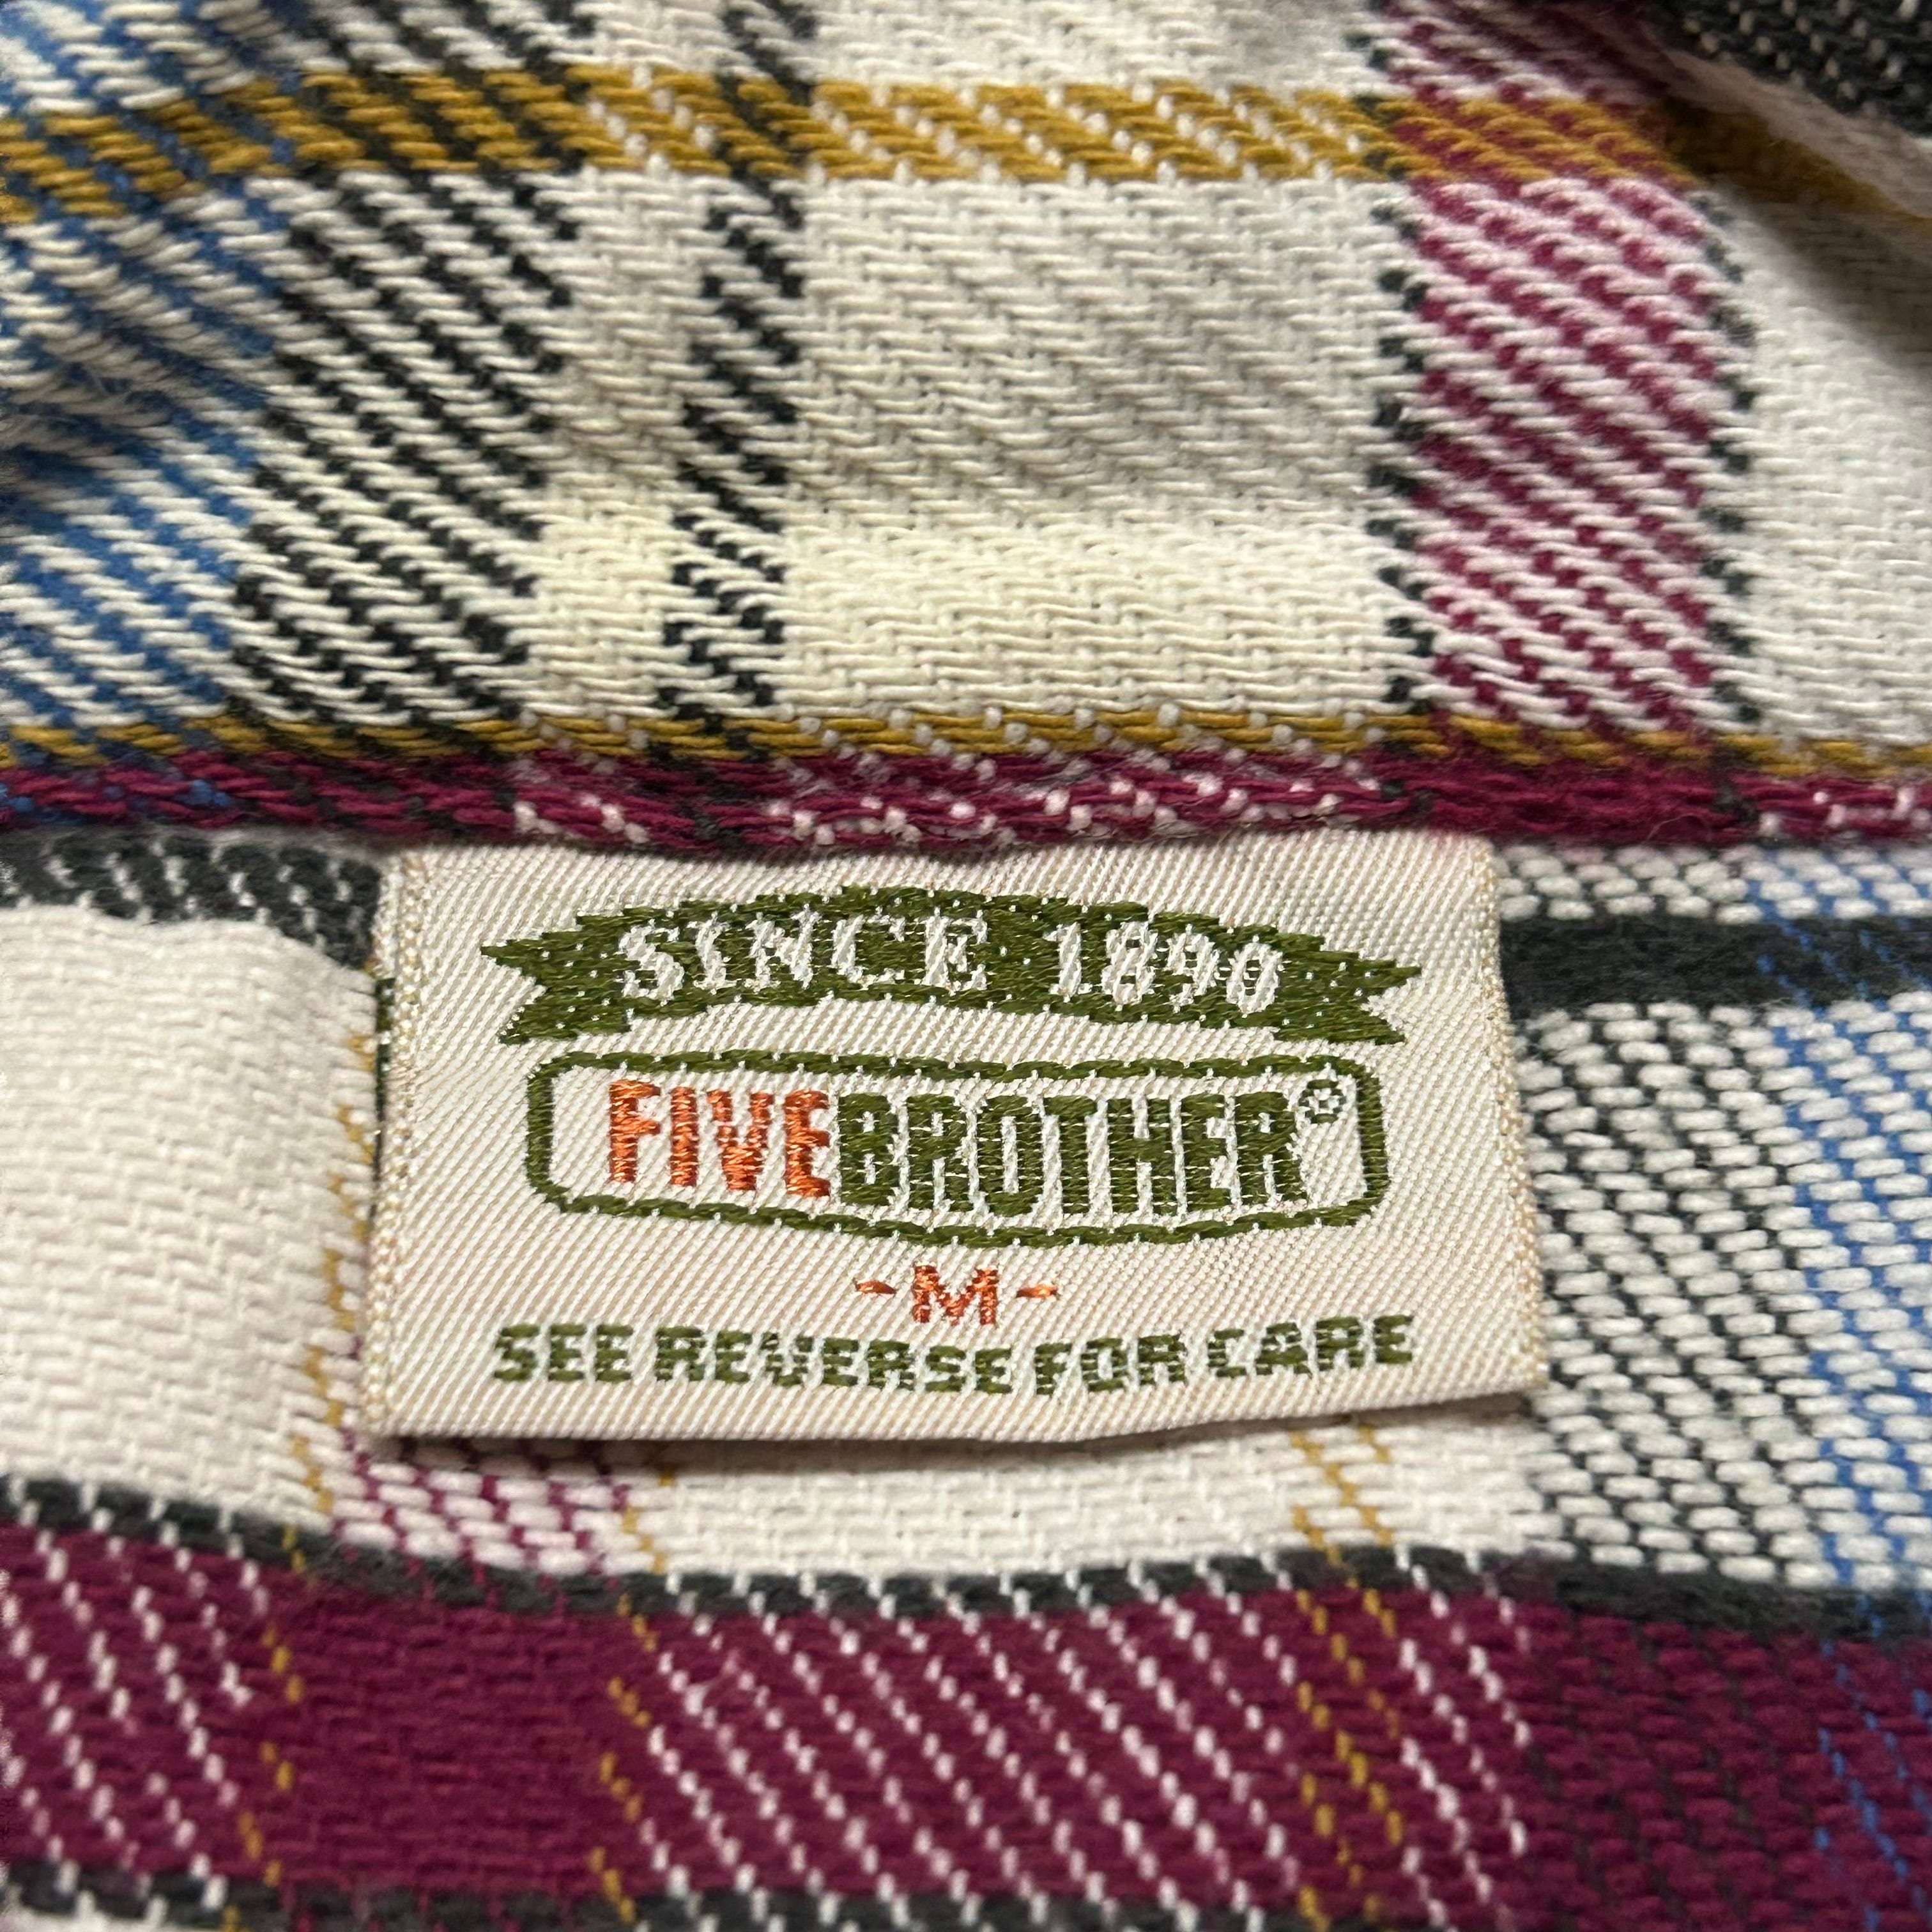 SINCE 1890
FIVEBROTHER®
-M-
SEE REVERSE FOR CARE